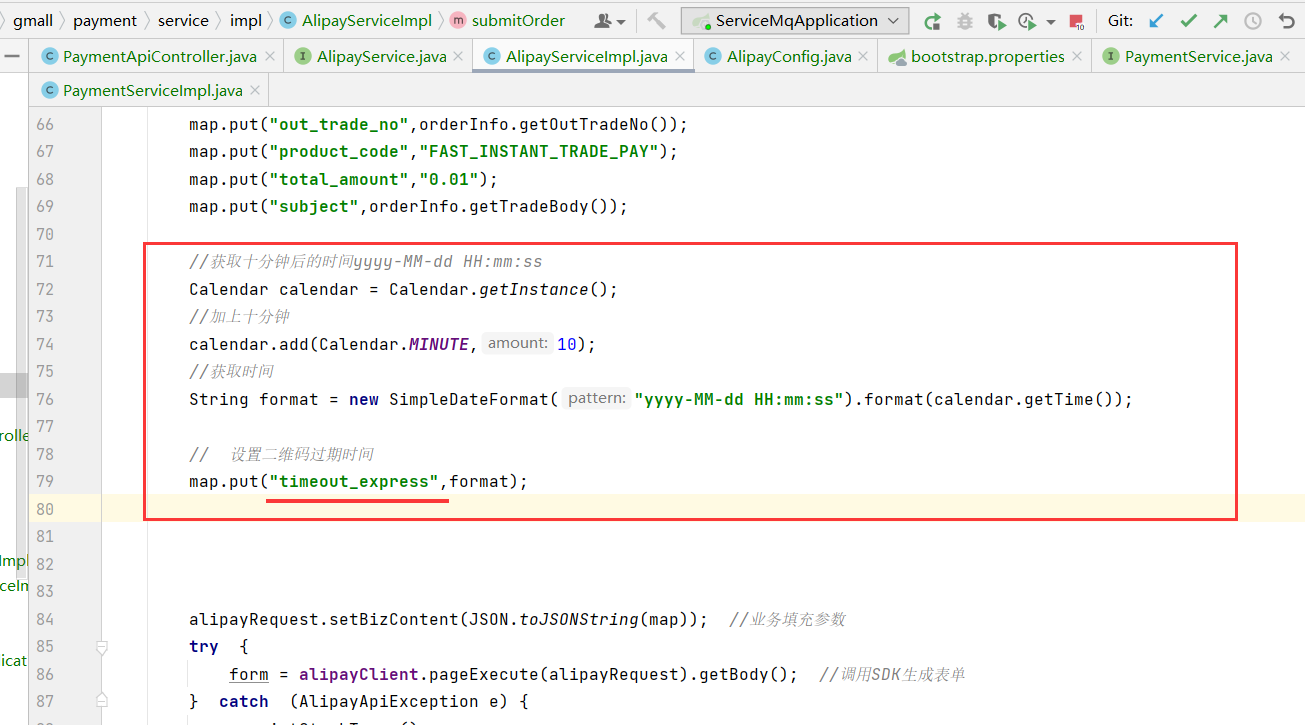 gmall payment service impl AlipayServiceImpl submitOrder ServiceMqApplication Git:
PaymentApiController.java AlipayService.java AlipayServiceImpl.java AlipayConfig.java bootstrap.properties PaymentService.java
PaymentServiceImpl.java
66 map.put("out_trade_no",orderInfo.getOutTradeNo());
67 map.put("product_code","FAST_INSTANT_TRADE_PAY");
68 map.put("total_amount","0.01");
69 map.put("subject",orderInfo.getTradeBody());
70
71 //获取十分钟后的时间yyyy-MM-dd HH:mm:ss
72 Calendar calendar = Calendar.getInstance();
73 //加上十分钟
74 calendar.add(Calendar.MINUTE, amount: 10);
75 //获取时间
76 String format = new SimpleDateFormat( pattern: "yyyy-MM-dd HH:mm:ss").format(calendar.getTime());
77
78 // 设置二维码过期时间
79 map.put("timeout_express",format);
80
81
82
83
84 alipayRequest.setBizContent(JSON.toJSONString(map)); //业务填充参数
85 try {
86 form = alipayClient.pageExecute(alipayRequest).getBody(); //调用SDK生成表单
87 } catch (AlipayApiException e) {